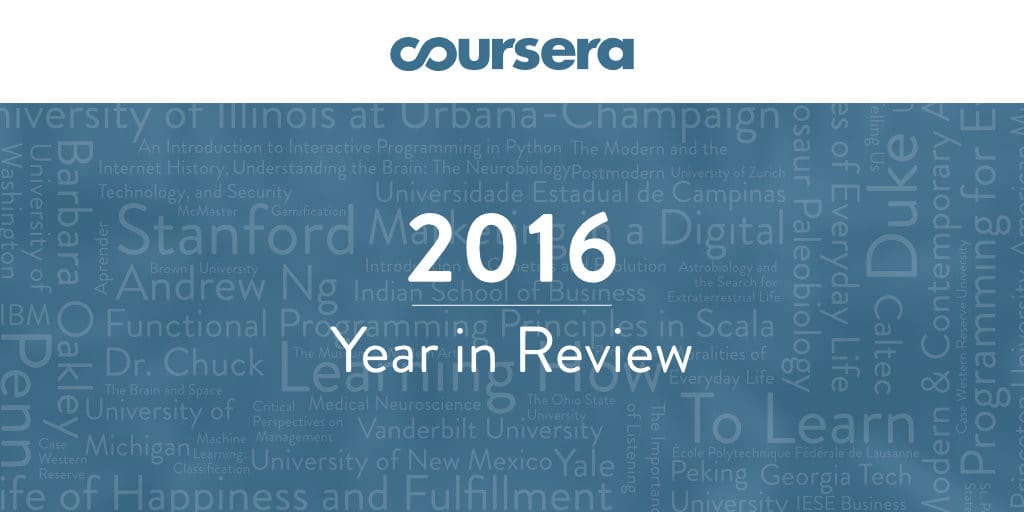 coursera
University of Illinois at Urbana-Champaign
An Introduction to Interactive Programming in Python
The Modern and the
Postmodern
Internet History,
Technology, and Security
Understanding the Brain: The Neurobiology
University of Zurich
Universidade Estadual de Campinas
McMaster
Gamification
Stanford
a Digital
2016
Year in Review
Brown University
Andrew Ng
Indian School of Business
Astrobiology and
the Search for
Extraterrestrial Life
Functional Programming Principles in Scala
Dr. Chuck
Learning How
To Learn
Everyday Life
The Brain and Space
University of
Michigan
Critical
Perspectives on
Management
Medical Neuroscience
The Ohio State
University
Vanderbilt University
Machine
Learning
Classification
University of New Mexico
Yale
École Polytechnique Fédérale de Lausanne
Peking
University
Georgia Tech
IESE Business
Case
Western
Reserve
Life of Happiness and Fulfillment
Washington
University of
Barbara
Oakley
Aprender
IBM
Penn
of Listening
Paleobiology
of Everyday Life
Duke
Caltec
Modern & Contemporary
Case Western Reserve University
Programming for